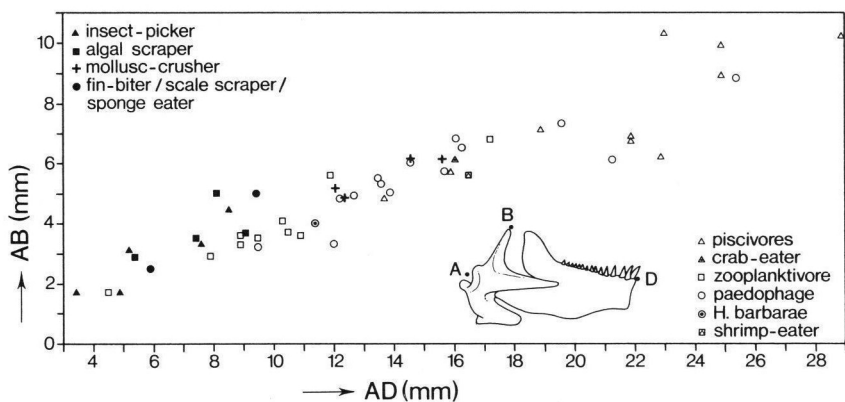 10
8
6
4
2
0
AB (mm)
▲ insect-picker
■ algal scraper
+ mollusc-crusher
● fin-biter / scale scraper /
sponge eater
A
B
D
△ piscivores
crab-eater
□ zooplanktivore
○ paedophage
⊙ H. barbarae
⊠ shrimp-eater
4 6 8 10 12 14 16 18 20 22 24 26 28
AD (mm)